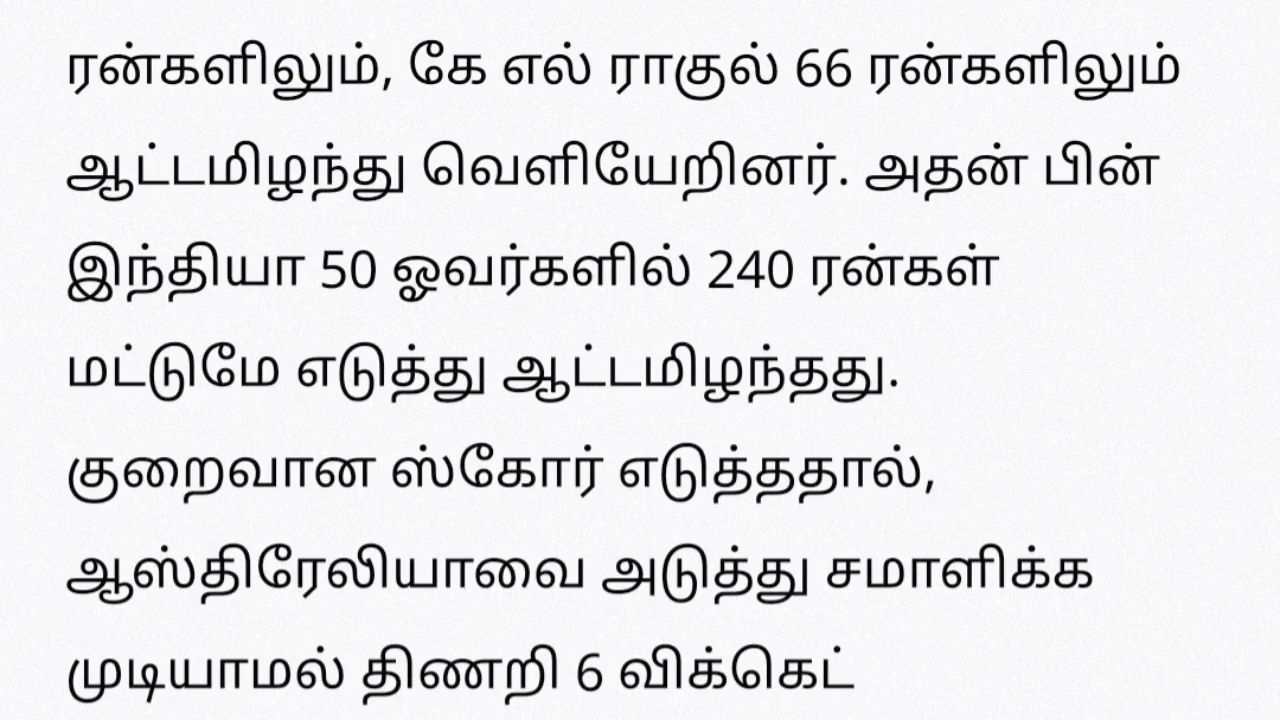 ரன்களிலும், கே எல் ராகுல் 66 ரன்களிலும்
ஆட்டமிழந்து வெளியேறினர். அதன் பின்
இந்தியா 50 ஓவர்களில் 240 ரன்கள்
மட்டுமே எடுத்து ஆட்டமிழந்தது.
குறைவான ஸ்கோர் எடுத்ததால்,
ஆஸ்திரேலியாவை அடுத்து சமாளிக்க
முடியாமல் திணறி 6 விக்கெட்